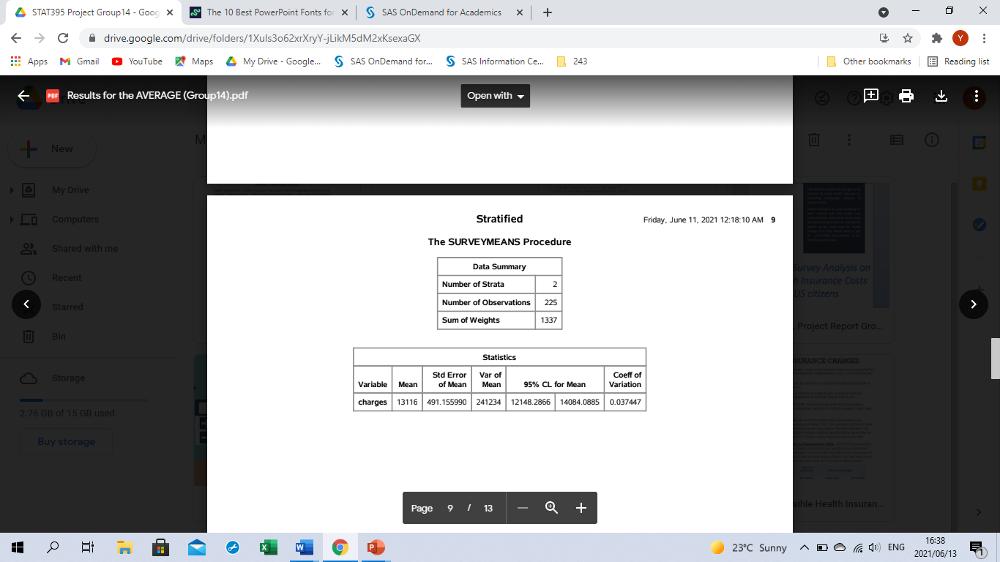 STAT395 Project Group14 - Goog
The 10 Best PowerPoint Fonts for
SAS OnDemand for Academics
drive.google.com/drive/folders/1Xuls3o62xrXryY-jLikM5dM2xKsexaGX
Y
Apps
Gmail
YouTube
Maps
My Drive - Google...
SAS OnDemand for...
SAS Information Ce...
243
Other bookmarks
Reading list
PDF
Results for the AVERAGE (Group14).pdf
Open with
New
My Drive
Computers
Shared with me
Recent
Starred
Bin
Storage
2.76 GB of 15 GB used
Buy storage
Stratified
Friday, June 11, 2021 12:18:10 AM 9
The SURVEYMEANS Procedure
Data Summary
Number of Strata 2
Number of Observations 225
Sum of Weights 1337
Statistics
Variable Mean Std Error of Mean Var of Mean 95% CL for Mean Coeff of Variation
charges 13116 491.155990 241234 12148.2866 14084.0885 0.037447
Survey Analysis on
h Insurance Costs
US citizens
Project Report Gro...
SURANCE CHARGES
sible Health Insuran...
Page 9 / 13
23°C Sunny
ENG
16:38
2021/06/13
1